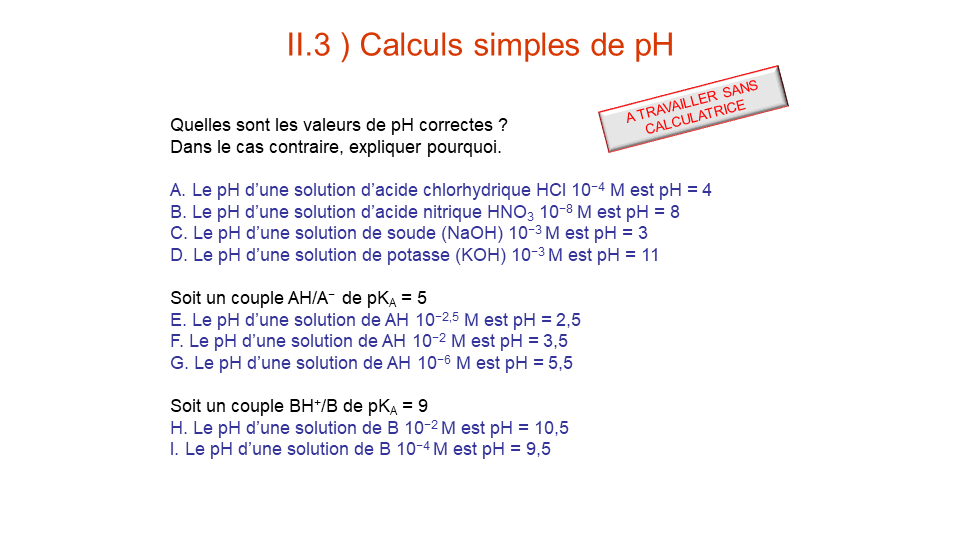 II.3 ) Calculs simples de pH
A TRAVAILLER SANS
CALCULATRICE
Quelles sont les valeurs de pH correctes ?
Dans le cas contraire, expliquer pourquoi.
A. Le pH d’une solution d’acide chlorhydrique HCl 10⁻⁴ M est pH = 4
B. Le pH d’une solution d’acide nitrique HNO₃ 10⁻⁸ M est pH = 8
C. Le pH d’une solution de soude (NaOH) 10⁻³ M est pH = 3
D. Le pH d’une solution de potasse (KOH) 10⁻³ M est pH = 11
Soit un couple AH/A⁻ de pK_A = 5
E. Le pH d’une solution de AH 10⁻²,⁵ M est pH = 2,5
F. Le pH d’une solution de AH 10⁻² M est pH = 3,5
G. Le pH d’une solution de AH 10⁻⁶ M est pH = 5,5
Soit un couple BH⁺/B de pK_A = 9
H. Le pH d’une solution de B 10⁻² M est pH = 10,5
I. Le pH d’une solution de B 10⁻⁴ M est pH = 9,5